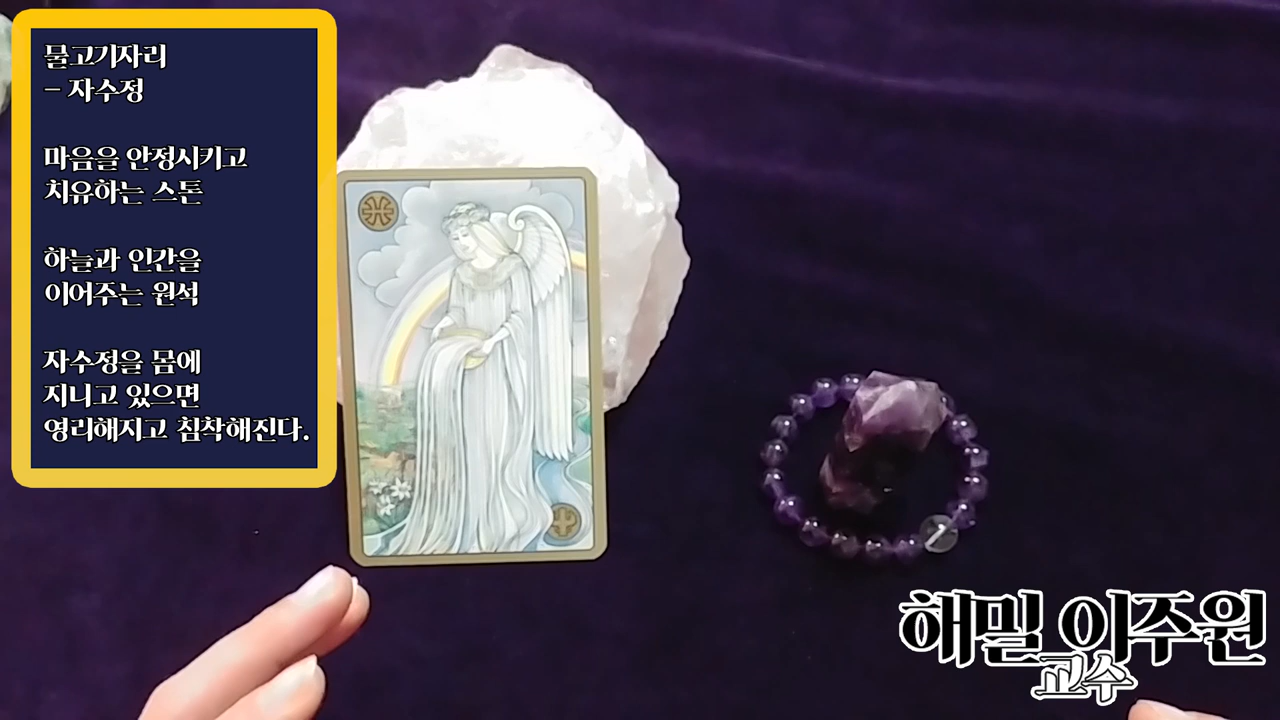 물고기자리
- 자수정
마음을 안정시키고
치유하는 스톤
하늘과 인간을
이어주는 원석
자수정을 몸에
지니고 있으면
영리해지고 침착해진다.
해밀 이주원
교수